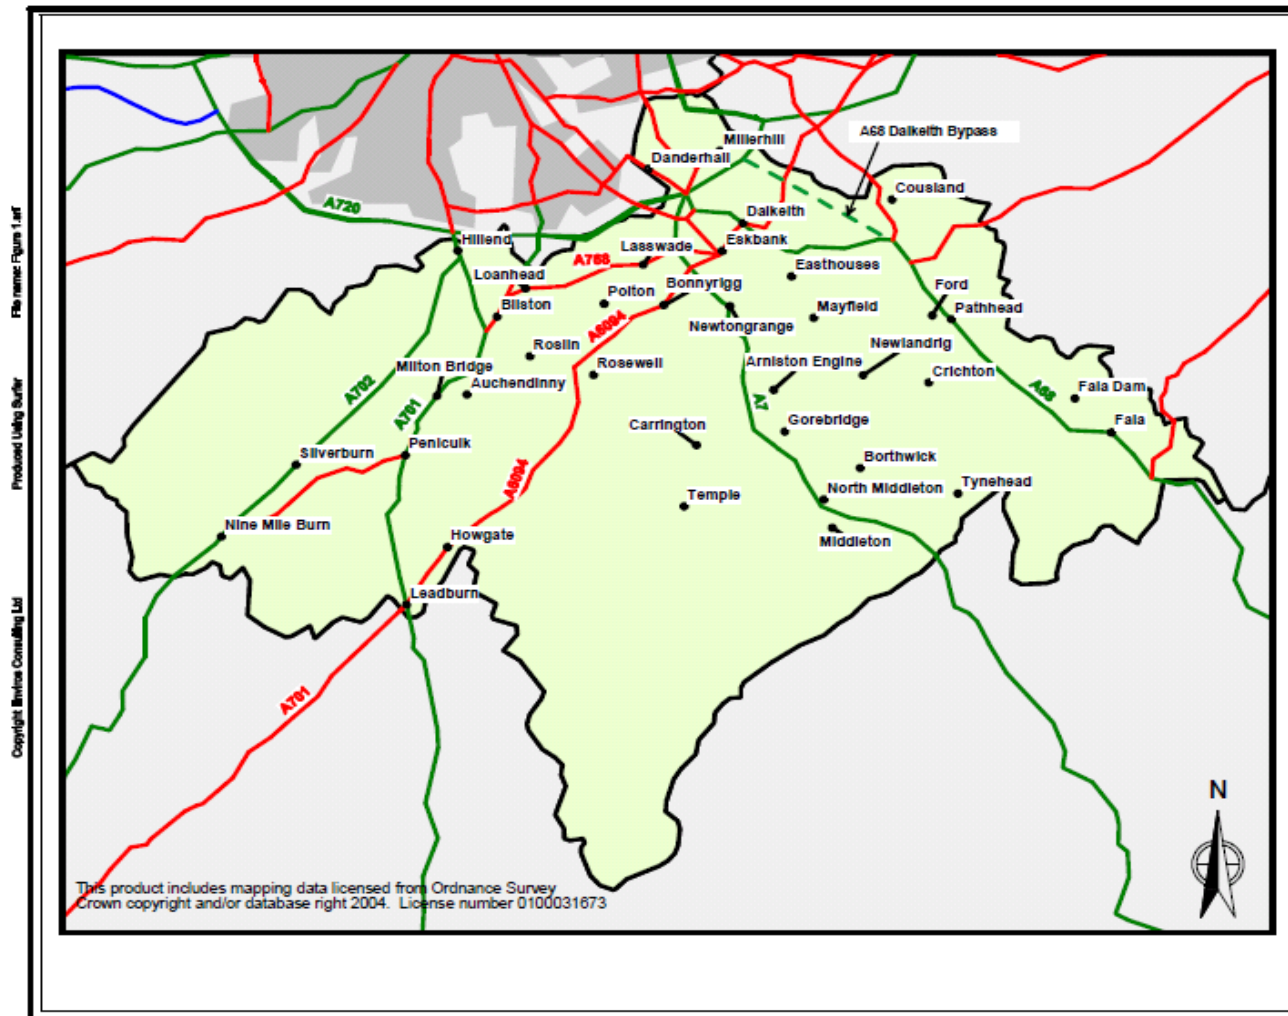 A68 Dalkeith Bypass
Millerhill
Danderhall
Cousland
A720
Dalkeith
Hillend
Lasswade
Eskbank
A768
Easthouses
Loanhead
Polton
Bonnyrigg
Ford
Bilston
Mayfield
Pathhead
A6094
Newtongrange
Roslin
Newlandrig
Milton Bridge
Rosewell
Arniston Engine
Crichton
A702
Auchendinny
A7
A68
Fala Dam
A701
Carrington
Gorebridge
Fala
Penicuik
Silverburn
Borthwick
A6094
Temple
North Middleton
Tynehead
Nine Mile Burn
Howgate
Middleton
Leadburn
A701
N
This product includes mapping data licensed from Ordnance Survey
Crown copyright and/or database right 2004. License number 0100031673
Copyright Enviros Consulting Ltd
Produced Using Surfer
File name: Figure 1.srf